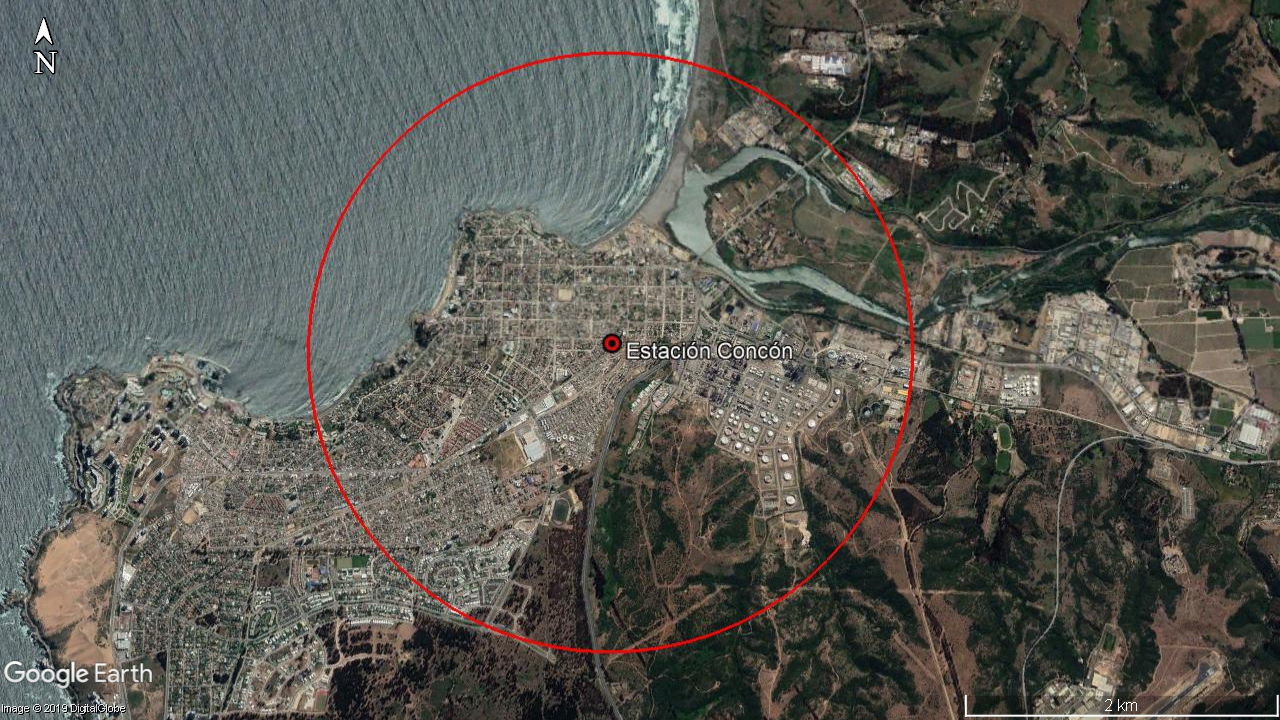 N
Estación Concón
Google Earth
Image © 2019 DigitalGlobe
2 km